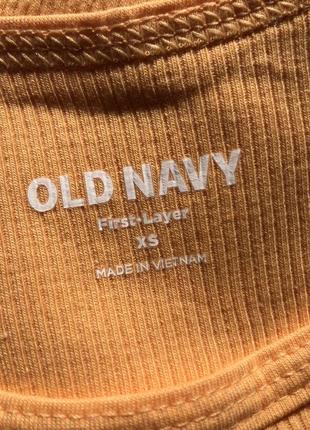 OLD NAVY
First-Layer
XS
MADE IN VIETNAM